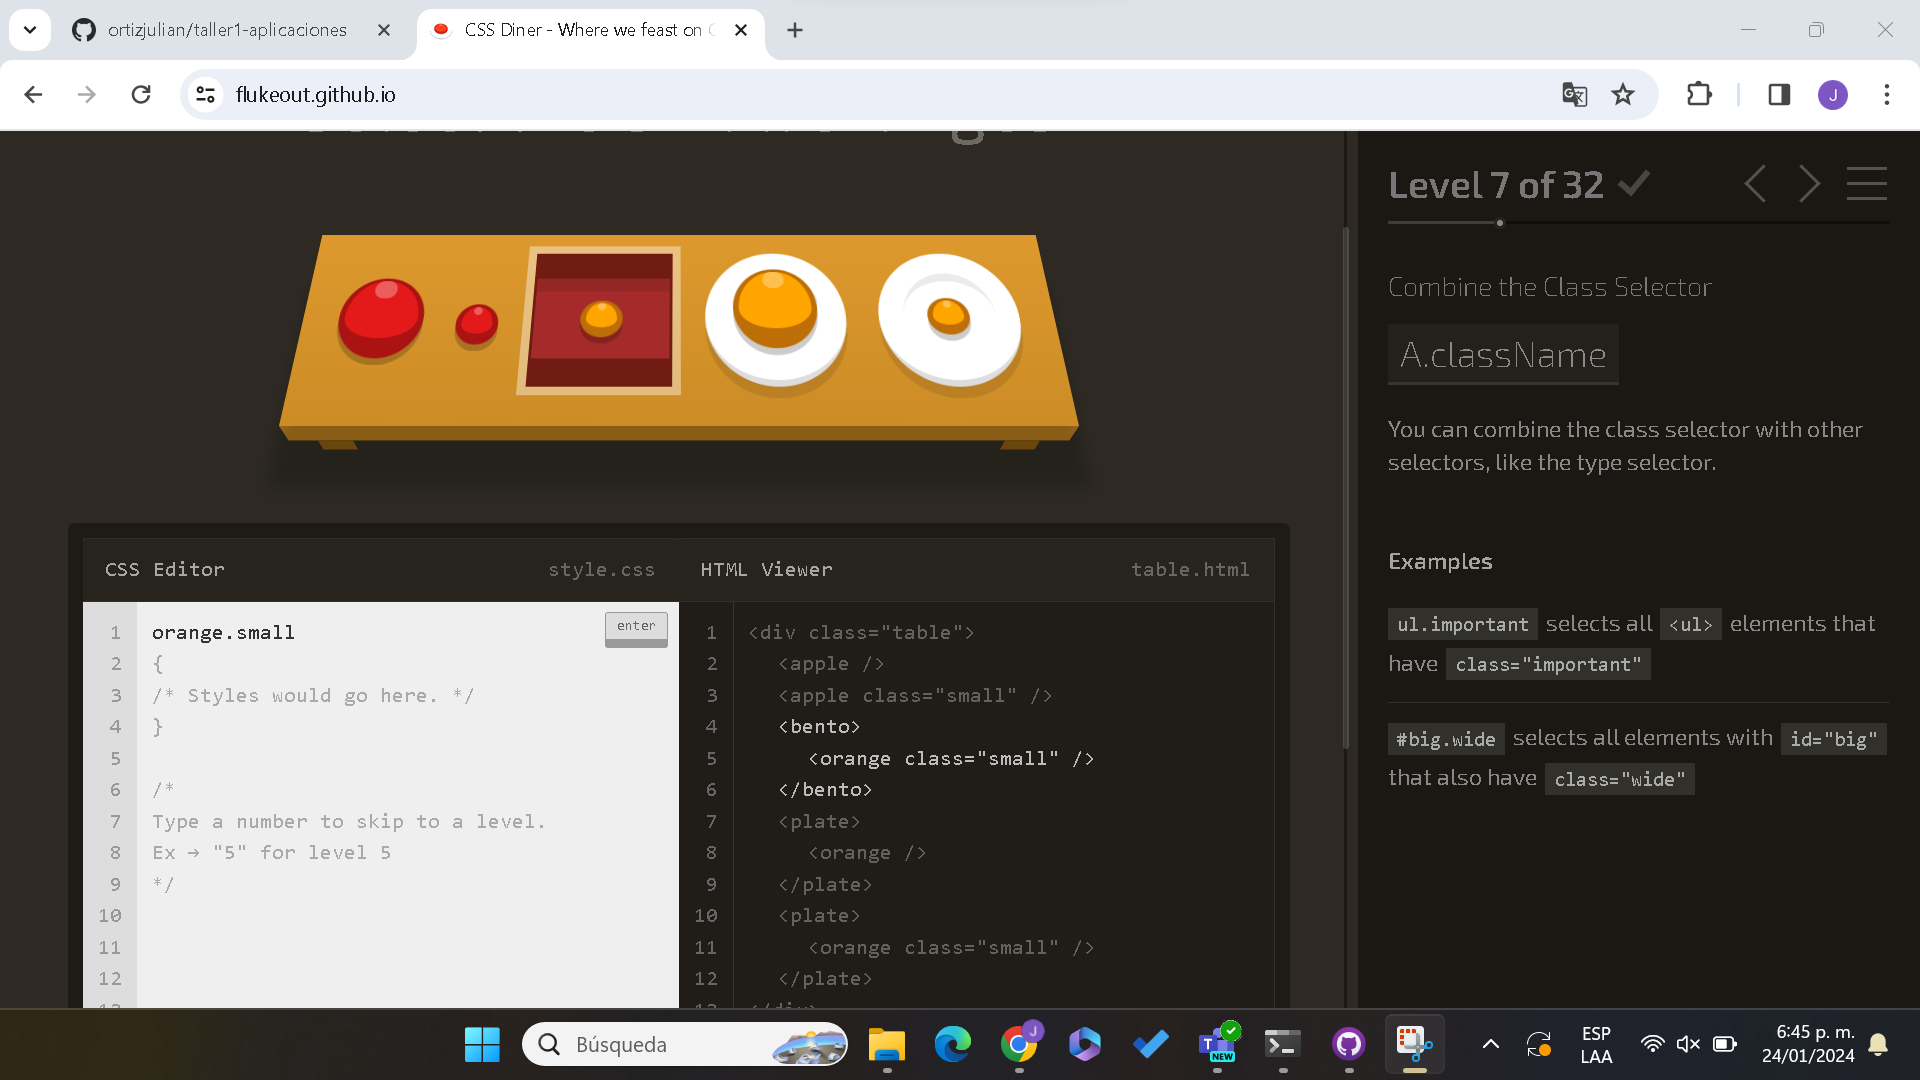 ortizjulian/taller1-aplicaciones
CSS Diner - Where we feast on
flukeout.github.io
J
Level 7 of 32
Combine the Class Selector
A.className
You can combine the class selector with other
selectors, like the type selector.
Examples
ul.important selects all <ul> elements that
have class="important"
#big.wide selects all elements with id="big"
that also have class="wide"
CSS Editor
style.css
HTML Viewer
table.html
1 orange.small
enter
2 {
3 /* Styles would go here. */
4 }
5
6 /*
7 Type a number to skip to a level.
8 Ex → "5" for level 5
9 */
10
11
12
1 <div class="table">
2 <apple />
3 <apple class="small" />
4 <bento>
5 <orange class="small" />
6 </bento>
7 <plate>
8 <orange />
9 </plate>
10 <plate>
11 <orange class="small" />
12 </plate>
13 </div>
Búsqueda
J
T
NEW
ESP
LAA
6:45 p. m.
24/01/2024